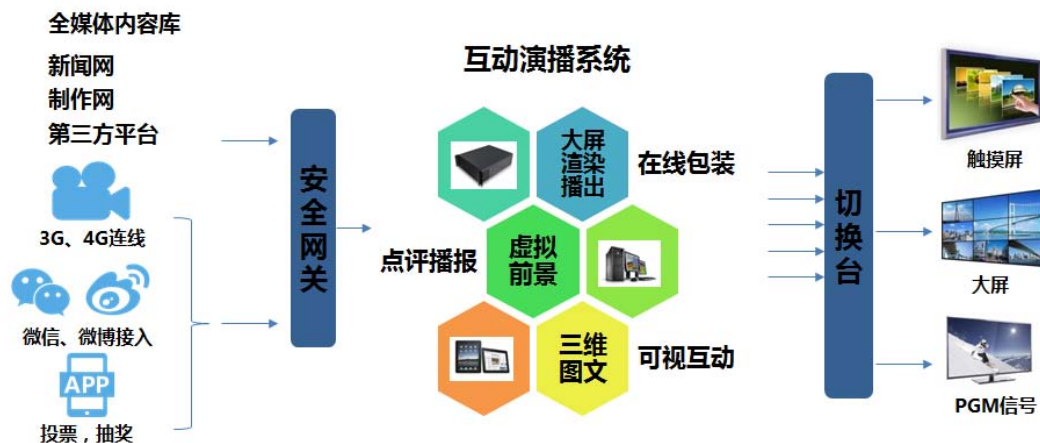 全媒体内容库
新闻网
制作网
第三方平台
3G、4G连线
微信、微博接入
APP
投票，抽奖
安全网关
互动演播系统
大屏
渲染
播出
在线包装
点评播报
虚拟
前景
三维
图文
可视互动
切换台
触摸屏
大屏
PGM信号